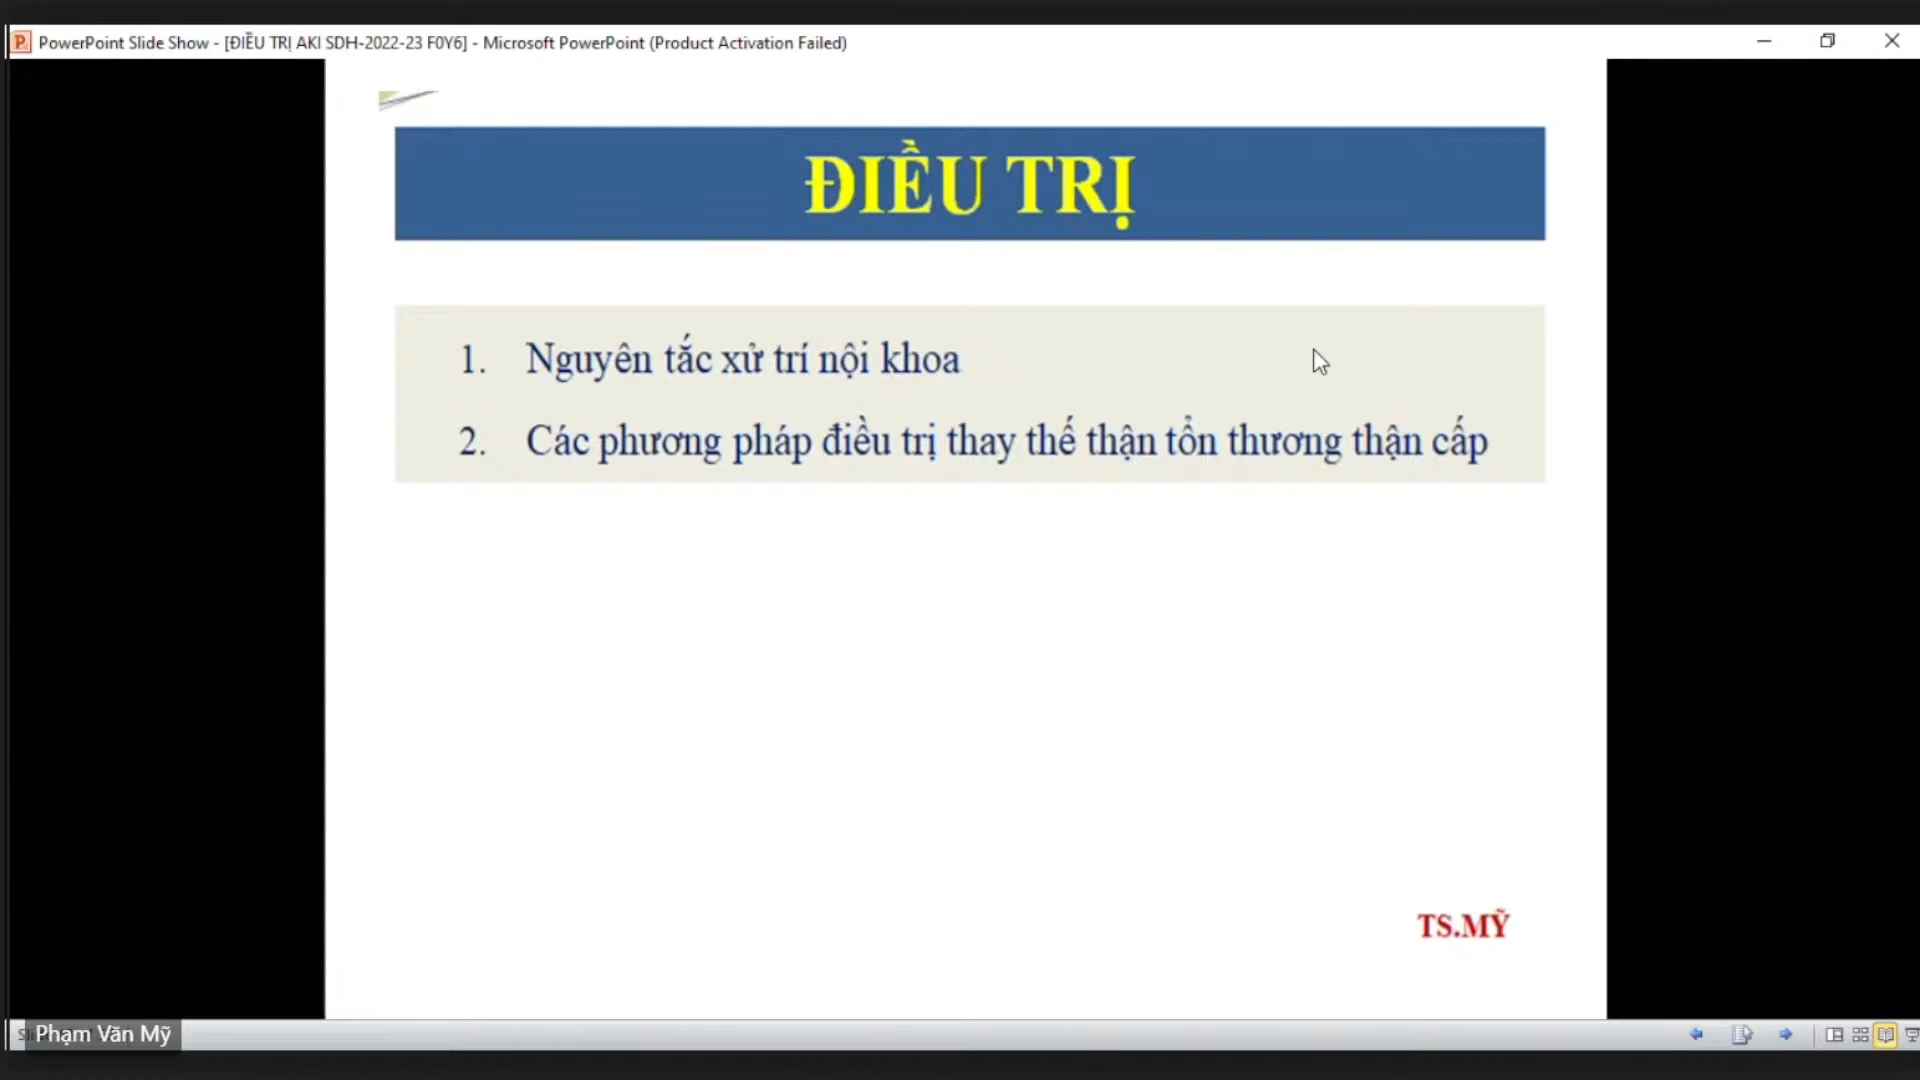 PowerPoint Slide Show - [ĐIỀU TRỊ AKI SDH-2022-23 F0Y6] - Microsoft PowerPoint (Product Activation Failed)
ĐIỀU TRỊ
1. Nguyên tắc xử trí nội khoa
2. Các phương pháp điều trị thay thế thận tổn thương thận cấp
TS.MỸ
Phạm Văn Mỹ